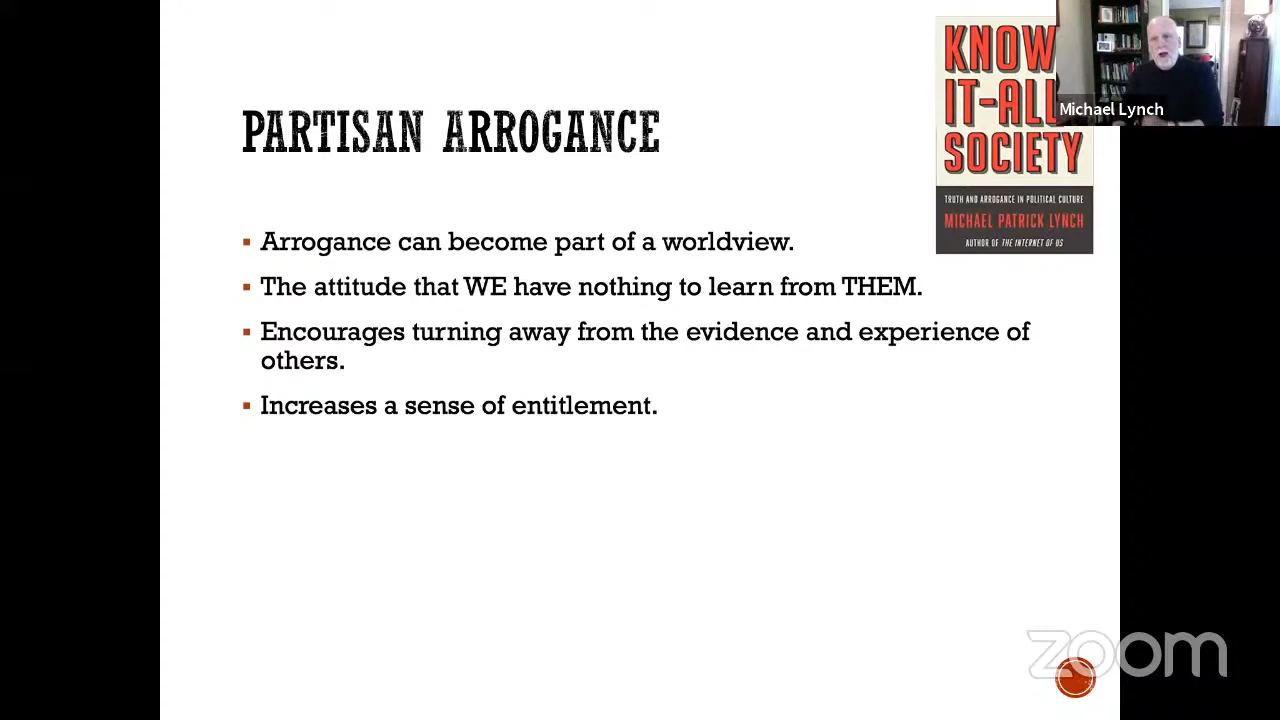 PARTISAN ARROGANCE
▪ Arrogance can become part of a worldview.
▪ The attitude that WE have nothing to learn from THEM.
▪ Encourages turning away from the evidence and experience of
others.
▪ Increases a sense of entitlement.
KNOW
IT-ALL
SOCIETY
TRUTH AND ARROGANCE IN POLITICAL CULTURE
MICHAEL PATRICK LYNCH
AUTHOR OF THE INTERNET OF US
Michael Lynch
zoom